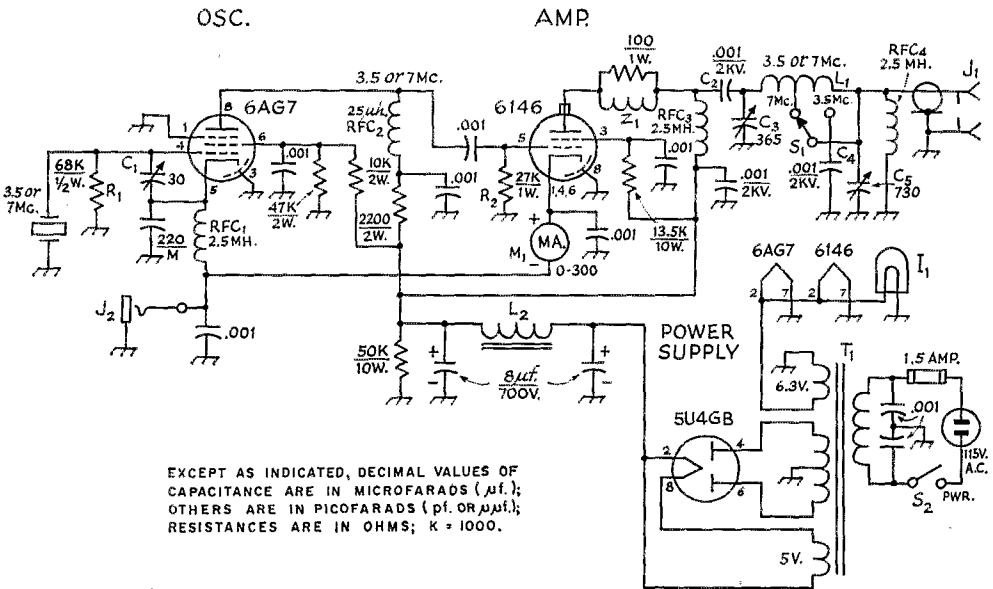 OSC.
AMP.
100
1W.
.001
2KV.
C2
3.5 or 7Mc.
L1
RFC4
2.5 MH.
J1
3.5 or 7Mc.
6AG7
25μh.
RFC2
6146
Z1
RFC3
2.5MH.
7Mc.
3.5Mc.
S1
C3
365
C4
.001
2KV.
C5
730
8
1
4
6
5
3
68K
½W.
R1
C1
30
3.5 or
7Mc.
220
M
RFC1
2.5MH.
.001
47K
2W.
10K
2W.
2200
2W.
.001
.001
5
3
8
1,4,6
R2
27K
1W.
.001
.001
2KV.
+
M1
MA.
-
0-300
.001
13.5K
10W.
6AG7
6146
I1
2
7
2
7
J2
.001
L2
50K
10W.
+
-
8μf.
700V.
+
-
POWER
SUPPLY
T1
6.3V.
1.5 AMP.
.001
115V.
A.C.
S2
PWR.
5U4GB
2
4
8
6
5V.
EXCEPT AS INDICATED, DECIMAL VALUES OF
CAPACITANCE ARE IN MICROFARADS (μf.);
OTHERS ARE IN PICOFARADS (pf. OR μμf.);
RESISTANCES ARE IN OHMS; K = 1000.